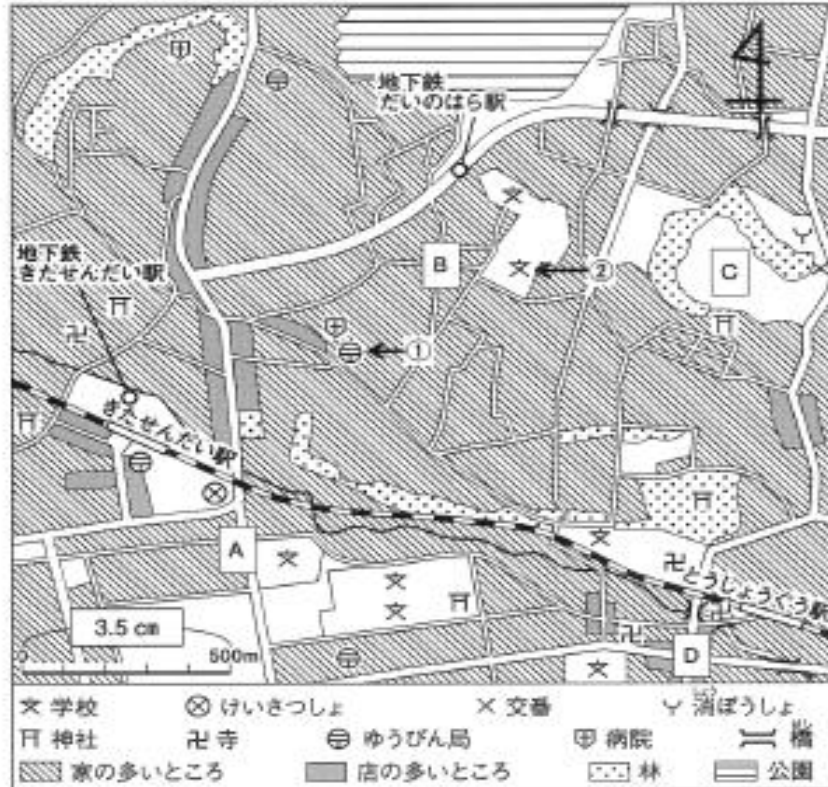 地下鉄
だいのはら駅
地下鉄
きたせんだい駅
B
②
C
①
きたせんだい駅
A
とうじょうぐう駅
3.5 cm
0
500m
D
学校
けいさつしょ
交番
消ぼうしょ
神社
寺
ゆうびん局
病院
橋
家の多いところ
店の多いところ
林
公園